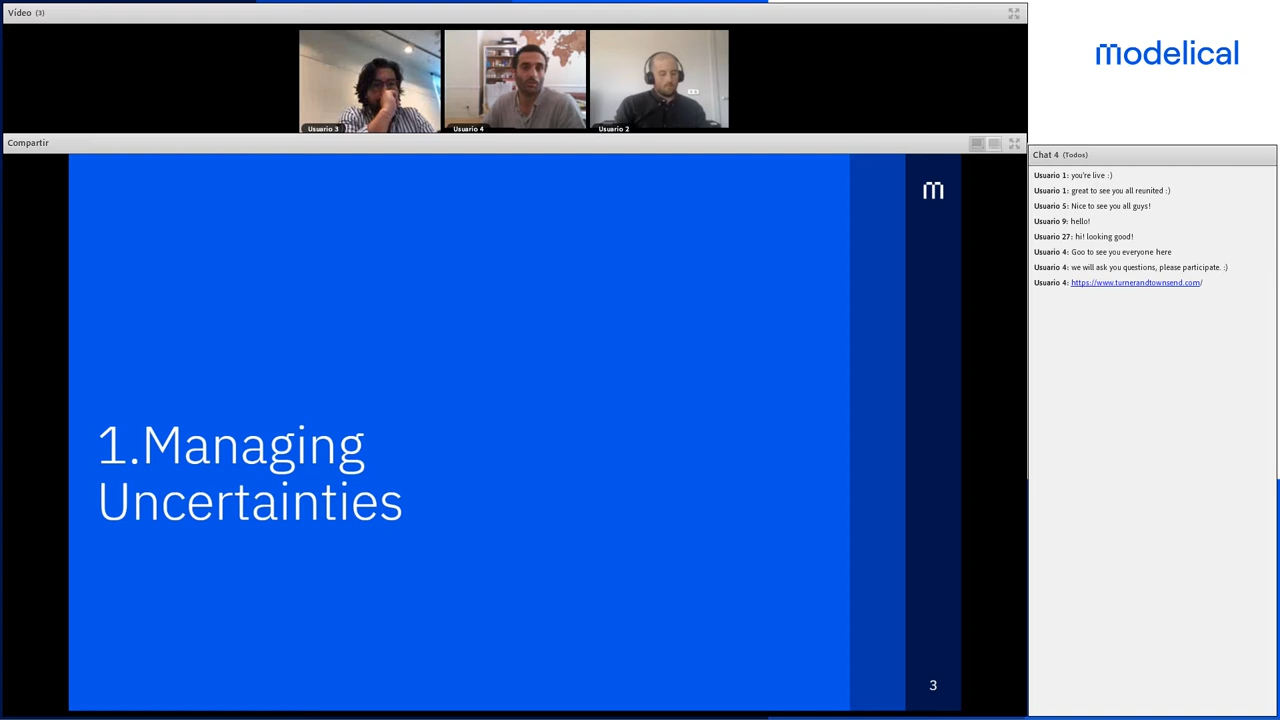 Vídeo (3)
Usuario 3
Usuario 4
Usuario 2
modelical
Compartir
m
1.Managing
Uncertainties
3
Chat 4 (Todos)
Usuario 1: you're live :)
Usuario 1: great to see you all reunited :)
Usuario 5: Nice to see you all guys!
Usuario 9: hello!
Usuario 27: hi! looking good!
Usuario 4: Goo to see you everyone here
Usuario 4: we will ask you questions, please participate. :)
Usuario 4: https://www.turnerandtownsend.com/